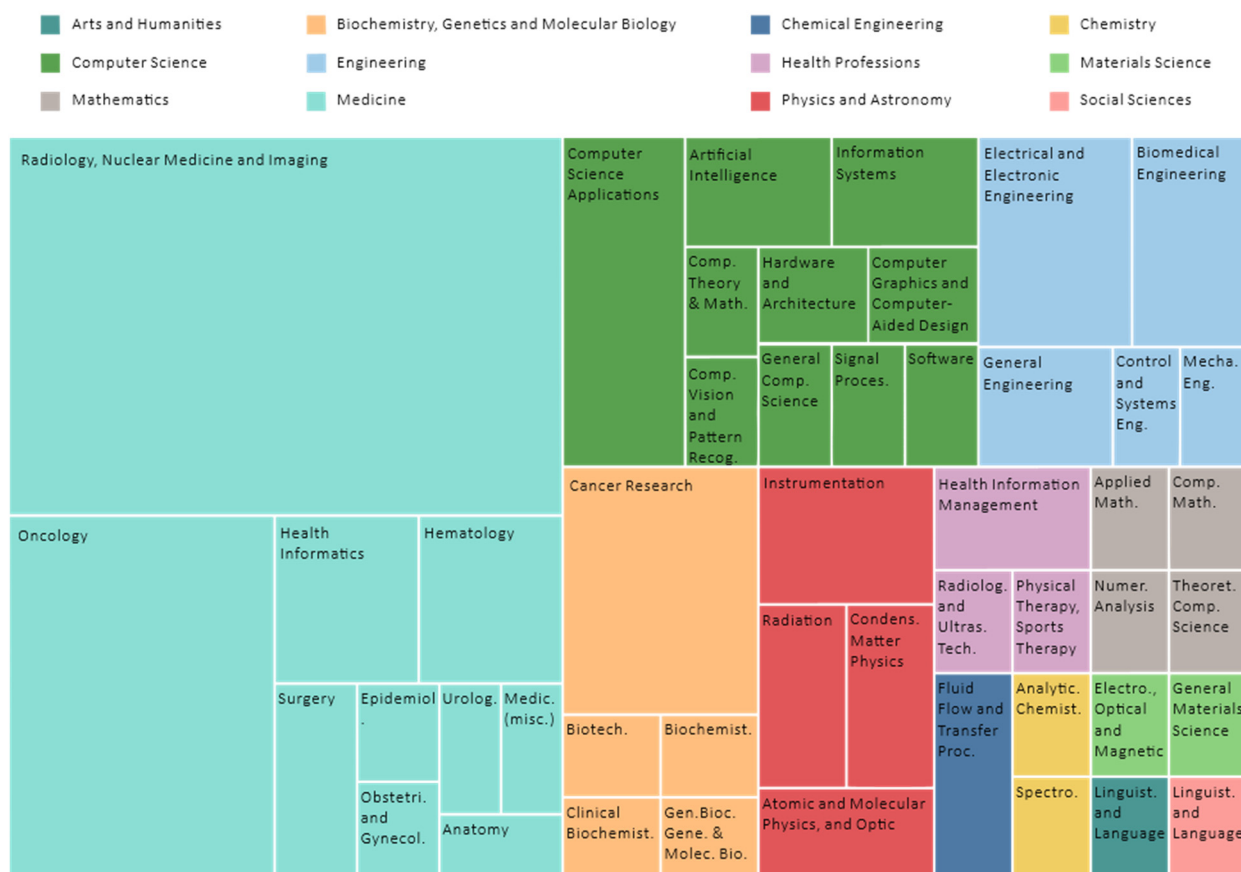 Arts and Humanities
Biochemistry, Genetics and Molecular Biology
Chemical Engineering
Chemistry
Computer Science
Engineering
Health Professions
Materials Science
Mathematics
Medicine
Physics and Astronomy
Social Sciences
Radiology, Nuclear Medicine and Imaging
Oncology
Health
Informatics
Hematology
Surgery
Epidemiol
.
Obstetri.
and
Gynecol.
Urolog.
Medic.
(misc.)
Anatomy
Computer
Science
Applications
Artificial
Intelligence
Information
Systems
Comp.
Theory
& Math.
Hardware
and
Architecture
Computer
Graphics and
Computer-
Aided Design
Comp.
Vision
and
Pattern
Recog.
General
Comp.
Science
Signal
Proces.
Software
Electrical and
Electronic
Engineering
Biomedical
Engineering
General
Engineering
Control
and
Systems
Eng.
Mecha.
Eng.
Cancer Research
Biotech.
Biochemist.
Clinical
Biochemist.
Gen.Bioc.
Gene. &
Molec. Bio.
Instrumentation
Radiation
Condens.
Matter
Physics
Atomic and Molecular
Physics, and Optic
Health Information
Management
Radiolog.
and
Ultras.
Tech.
Physical
Therapy,
Sports
Therapy
Applied
Math.
Comp.
Math.
Numer.
Analysis
Theoret.
Comp.
Science
Fluid
Flow and
Transfer
Proc.
Analytic.
Chemist.
Spectro.
Electro.,
Optical
and
Magnetic
General
Materials
Science
Linguist.
and
Language
Linguist.
and
Language